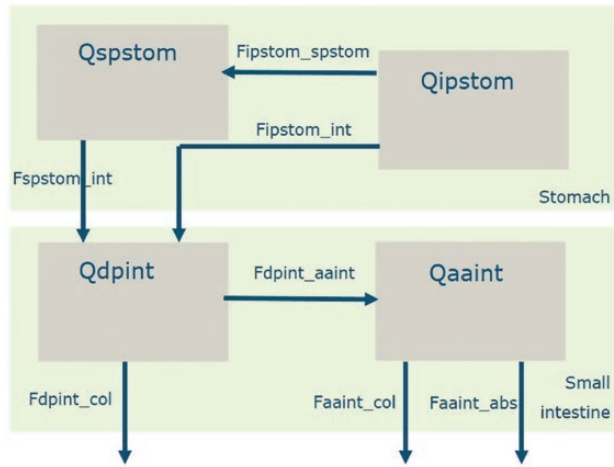 Qspstom
Fipstom_spstom
Qipstom
Fipstom_int
Fspstom_int
Stomach
Qdpint
Fdpint_aaint
Qaaint
Fdpint_col
Faaint_col
Faaint_abs
Small
intestine